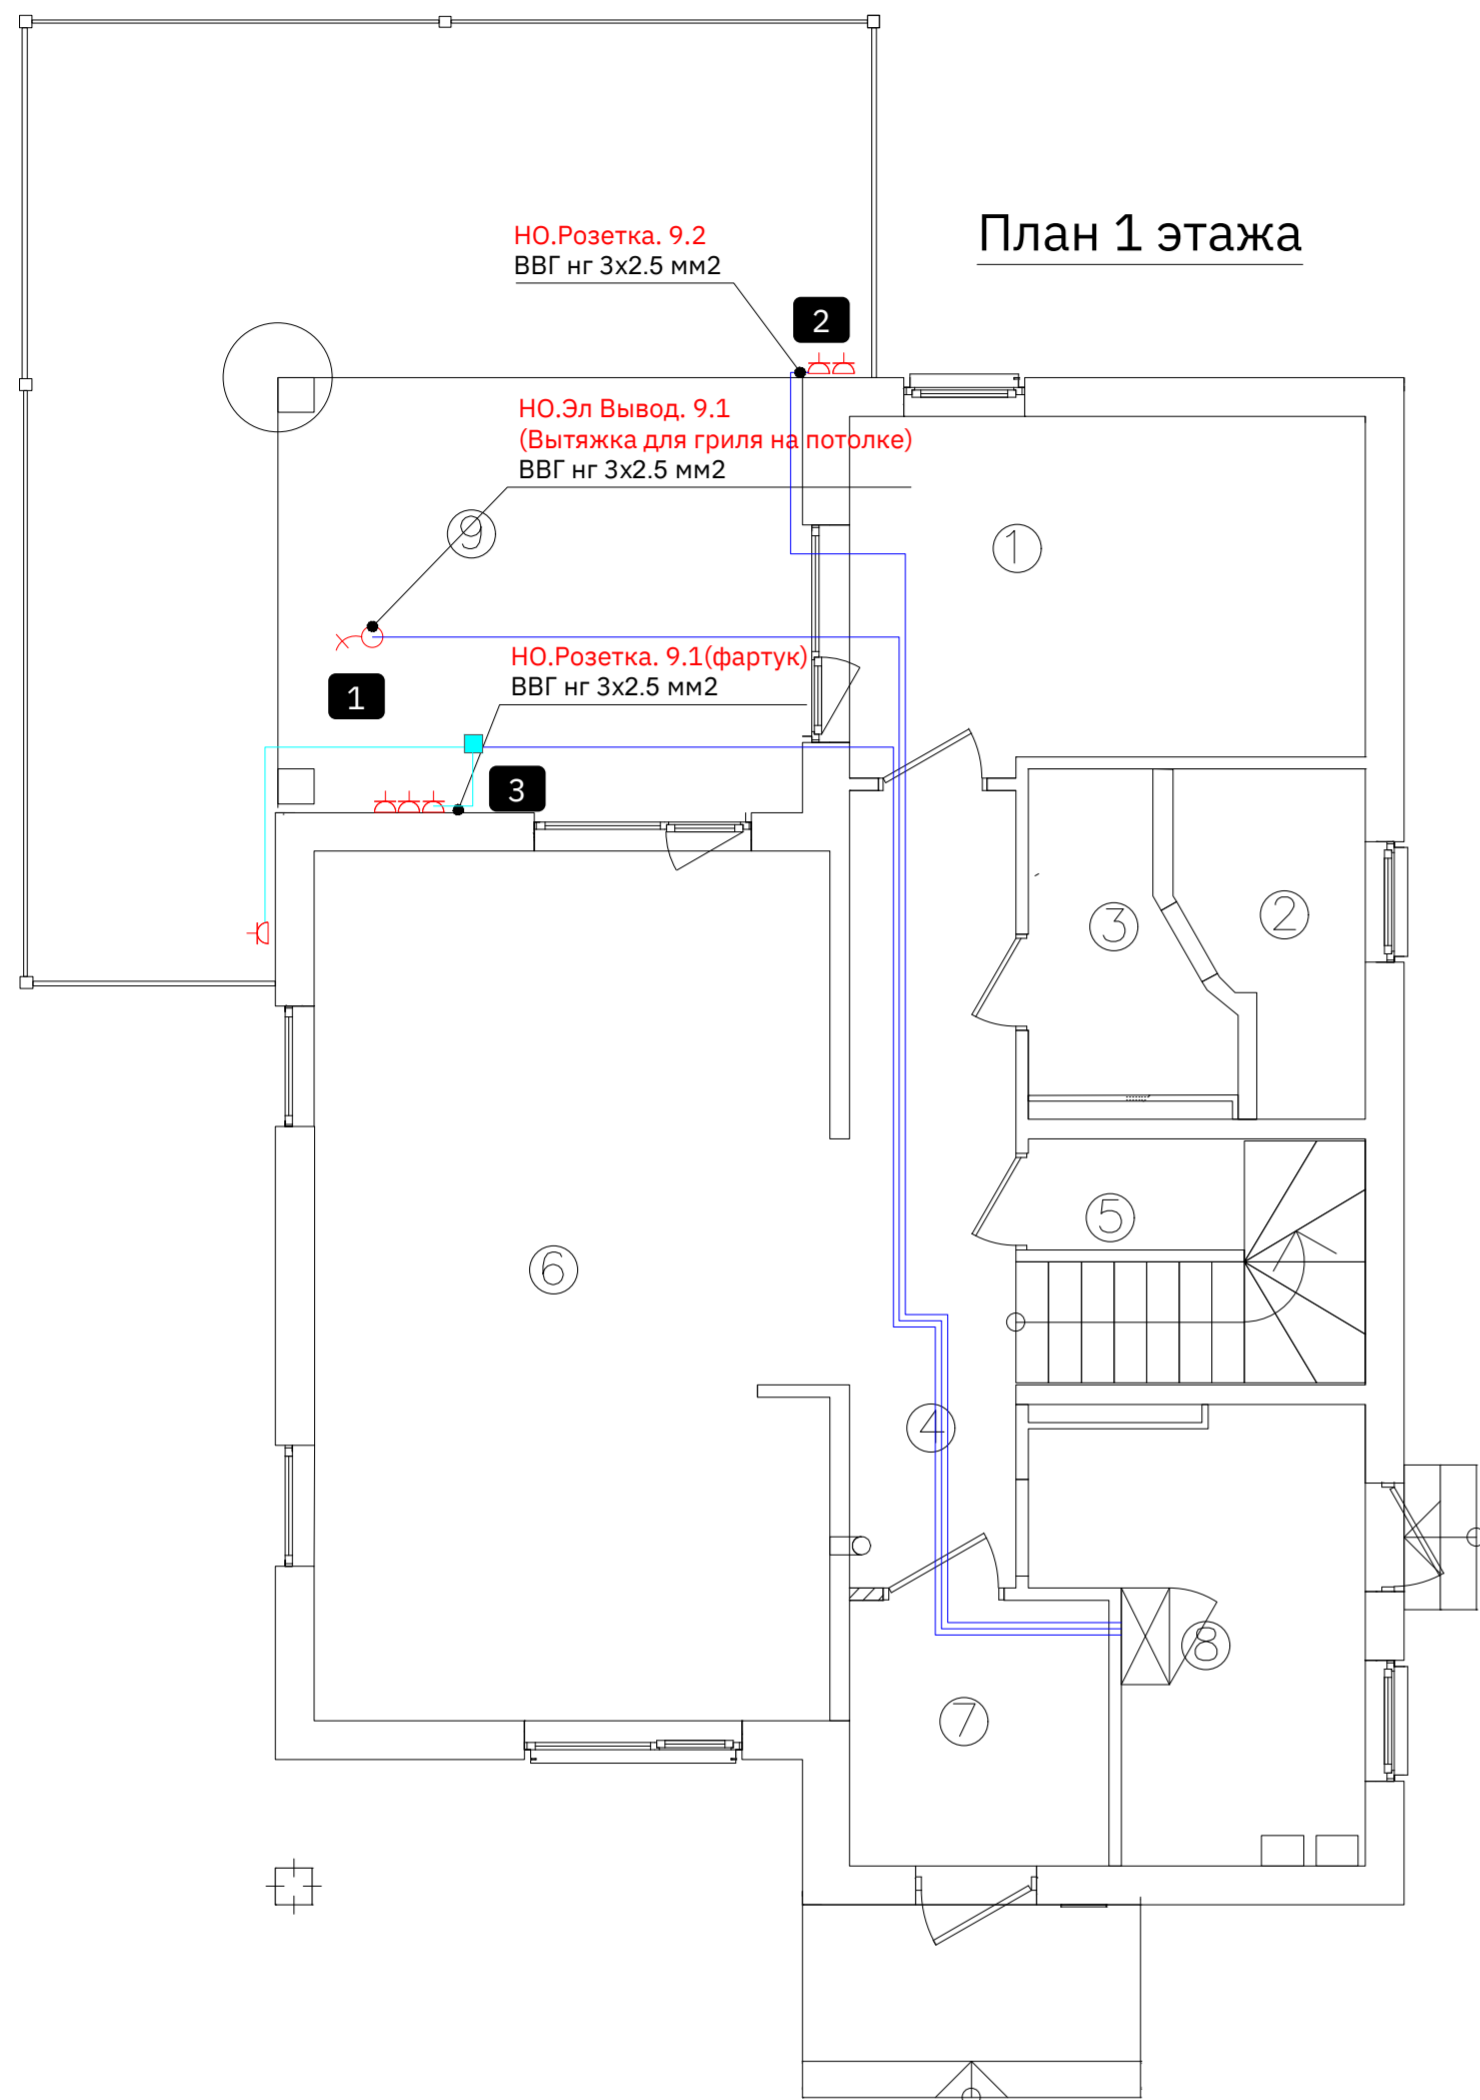 План 1 этажа
НО.Розетка. 9.2
ВВГ нг 3х2.5 мм2
2
НО.Эл Вывод. 9.1
(Вытяжка для гриля на потолке)
ВВГ нг 3х2.5 мм2
9
1
НО.Розетка. 9.1(фартук)
ВВГ нг 3х2.5 мм2
1
3
3
2
5
6
4
8
7